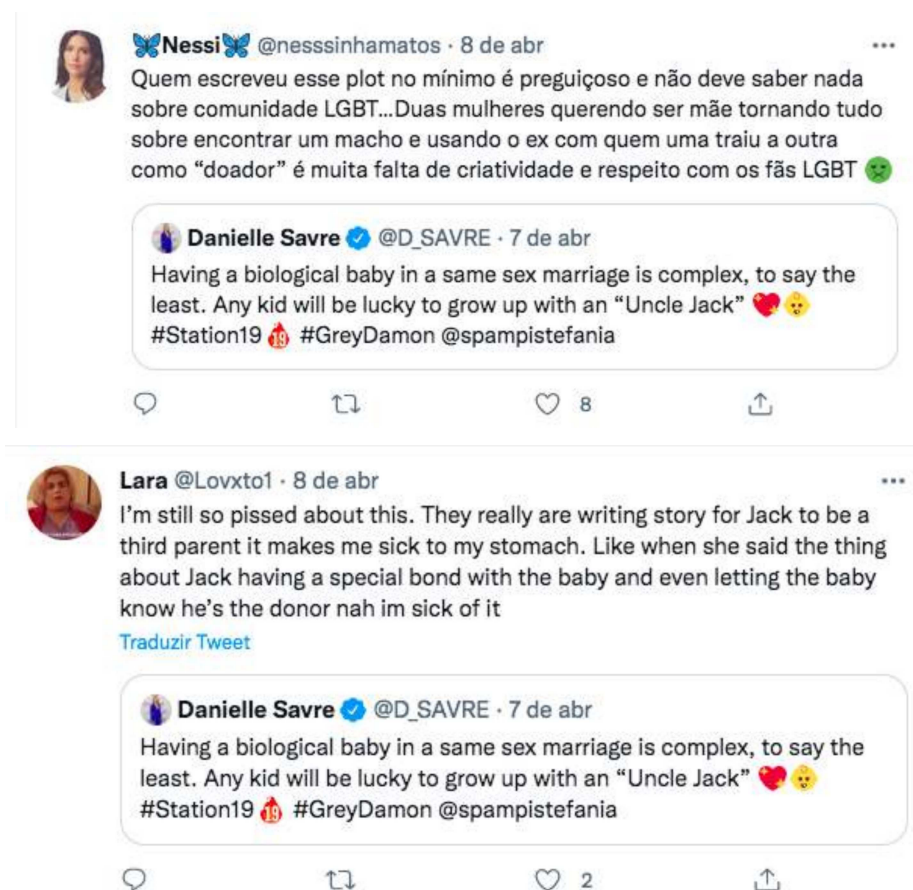 🦋Nessi🦋 @nesssinhamatos · 8 de abr
Quem escreveu esse plot no mínimo é preguiçoso e não deve saber nada
sobre comunidade LGBT...Duas mulheres querendo ser mãe tornando tudo
sobre encontrar um macho e usando o ex com quem uma traiu a outra
como “doador” é muita falta de criatividade e respeito com os fãs LGBT 🤢
Danielle Savre @D_SAVRE · 7 de abr
Having a biological baby in a same sex marriage is complex, to say the
least. Any kid will be lucky to grow up with an “Uncle Jack” 💖👶
#Station19 #GreyDamon @spampistefania
8
Lara @Lovxto1 · 8 de abr
I’m still so pissed about this. They really are writing story for Jack to be a
third parent it makes me sick to my stomach. Like when she said the thing
about Jack having a special bond with the baby and even letting the baby
know he’s the donor nah im sick of it
Traduzir Tweet
Danielle Savre @D_SAVRE · 7 de abr
Having a biological baby in a same sex marriage is complex, to say the
least. Any kid will be lucky to grow up with an “Uncle Jack” 💖👶
#Station19 #GreyDamon @spampistefania
2